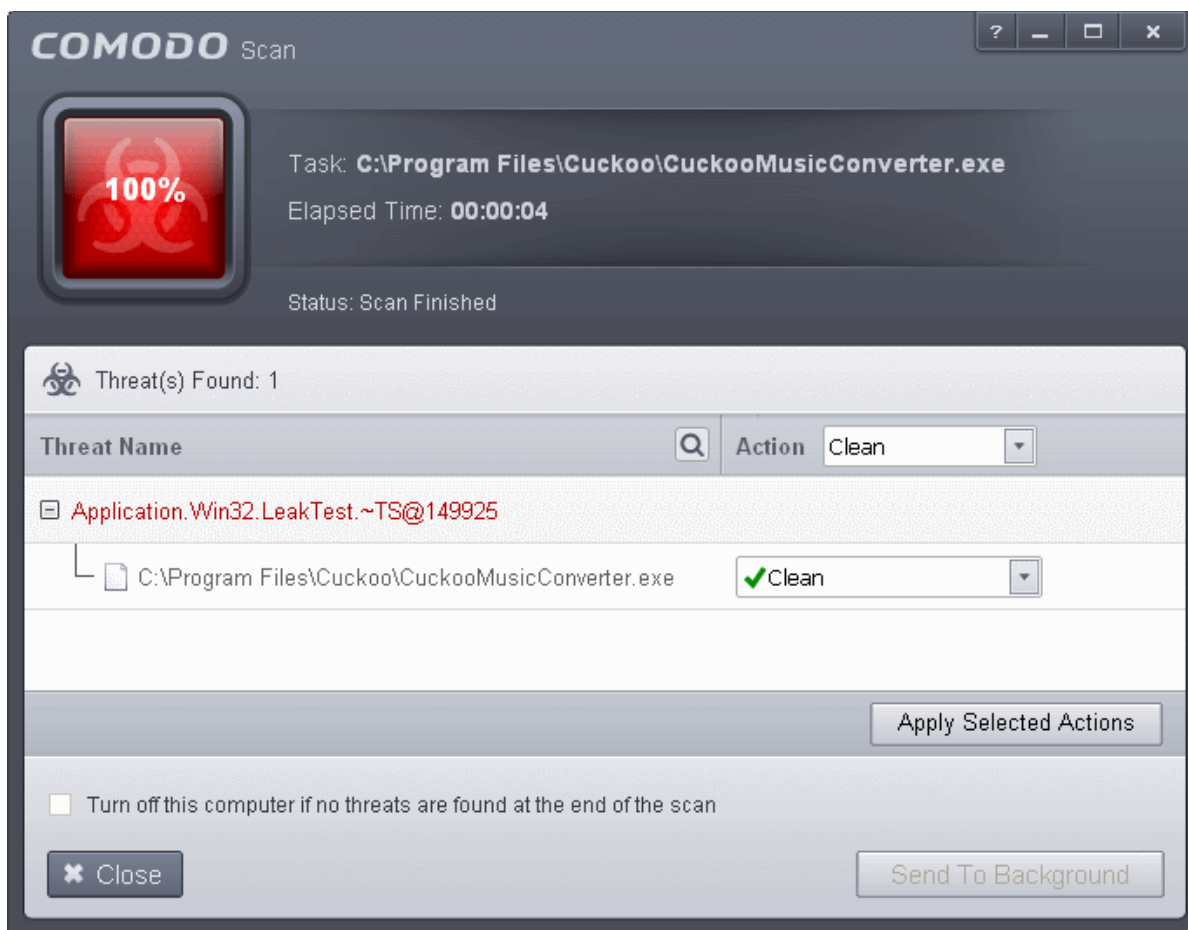 COMODO Scan
?
100%
Task: C:\Program Files\Cuckoo\CuckooMusicConverter.exe
Elapsed Time: 00:00:04
Status: Scan Finished
Threat(s) Found: 1
Threat Name Action Clean
Application.Win32.LeakTest.~TS@149925
C:\Program Files\Cuckoo\CuckooMusicConverter.exe Clean
Apply Selected Actions
Turn off this computer if no threats are found at the end of the scan
Close Send To Background